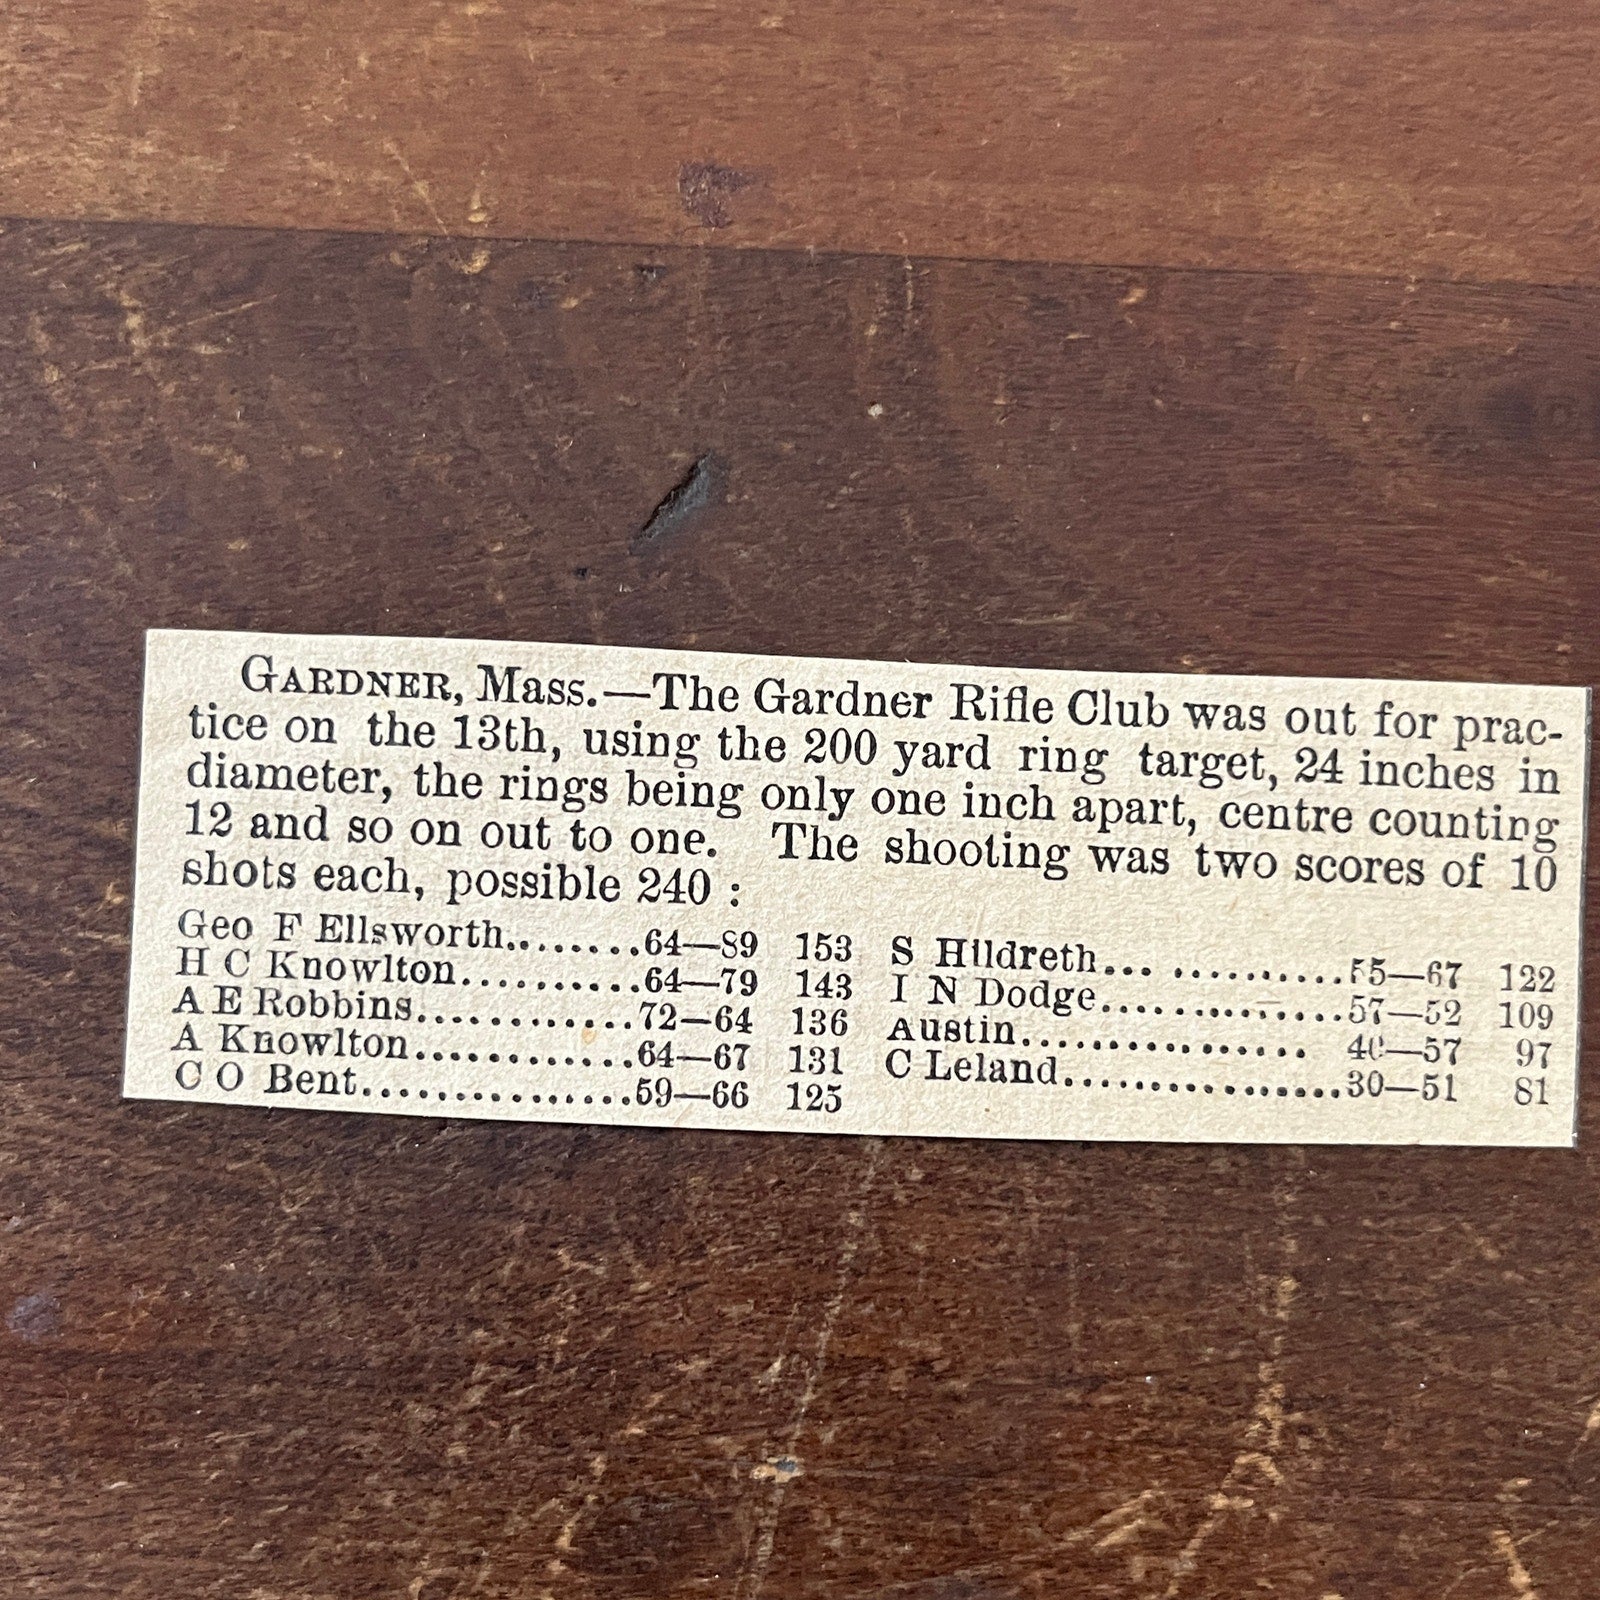 GARDNER, Mass.—The Gardner Rifle Club was out for prac-
tice on the 13th, using the 200 yard ring target, 24 inches in
diameter, the rings being only one inch apart, centre counting
12 and so on out to one. The shooting was two scores of 10
shots each, possible 240 :
Geo F Ellsworth........64—89 153
H C Knowlton...........64—79 143
A E Robbins.............72—64 136
A Knowlton.............64—67 131
C O Bent................59—66 125
S Hildreth... ..........55—67 122
I N Dodge...............57—52 109
Austin................. 40—57 97
C Leland.................30—51 81